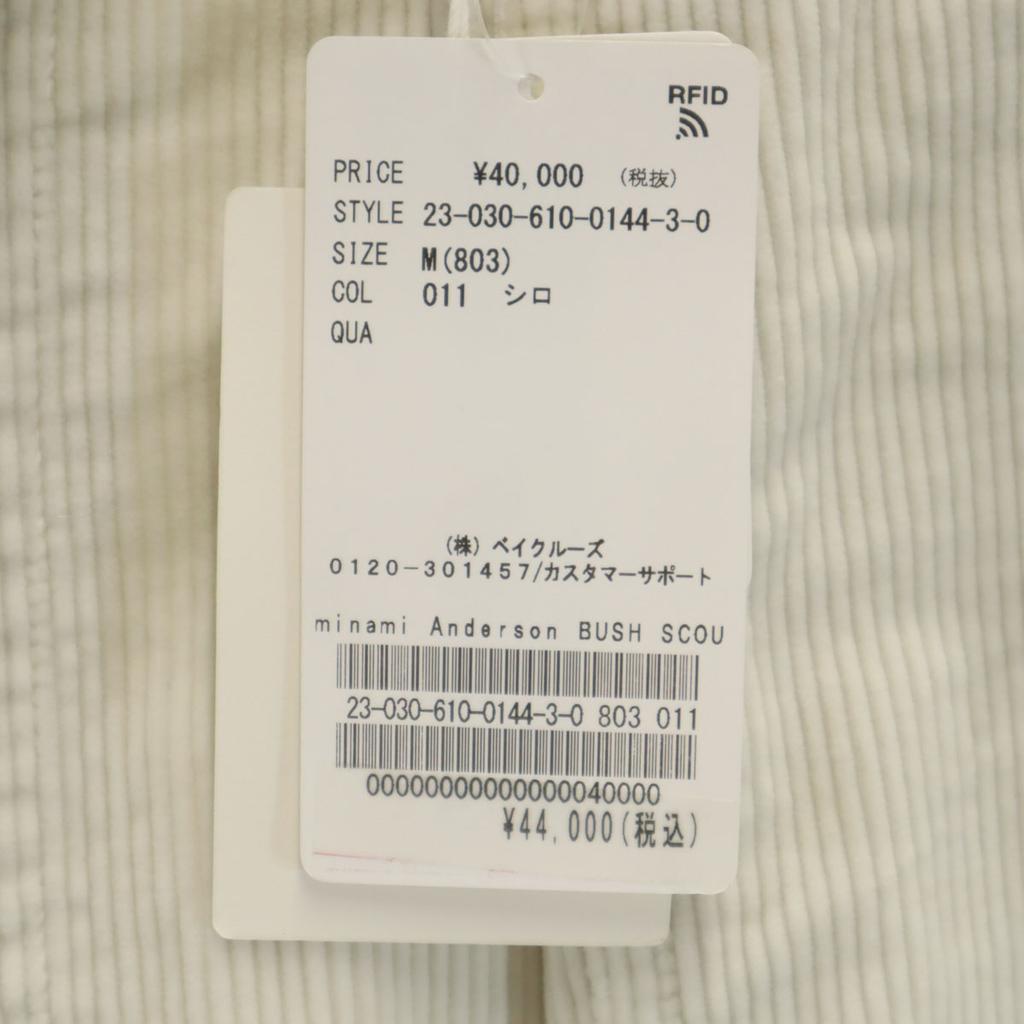 RFID
PRICE ¥40,000 (税抜)
STYLE 23-030-610-0144-3-0
SIZE M(803)
COL 011 シロ
QUA
(株) ベイクルーズ
0120-301457/カスタマーサポート
minami Anderson BUSH SCOU
23-030-610-0144-3-0 803 011
000000000000000040000
¥44,000(税込)